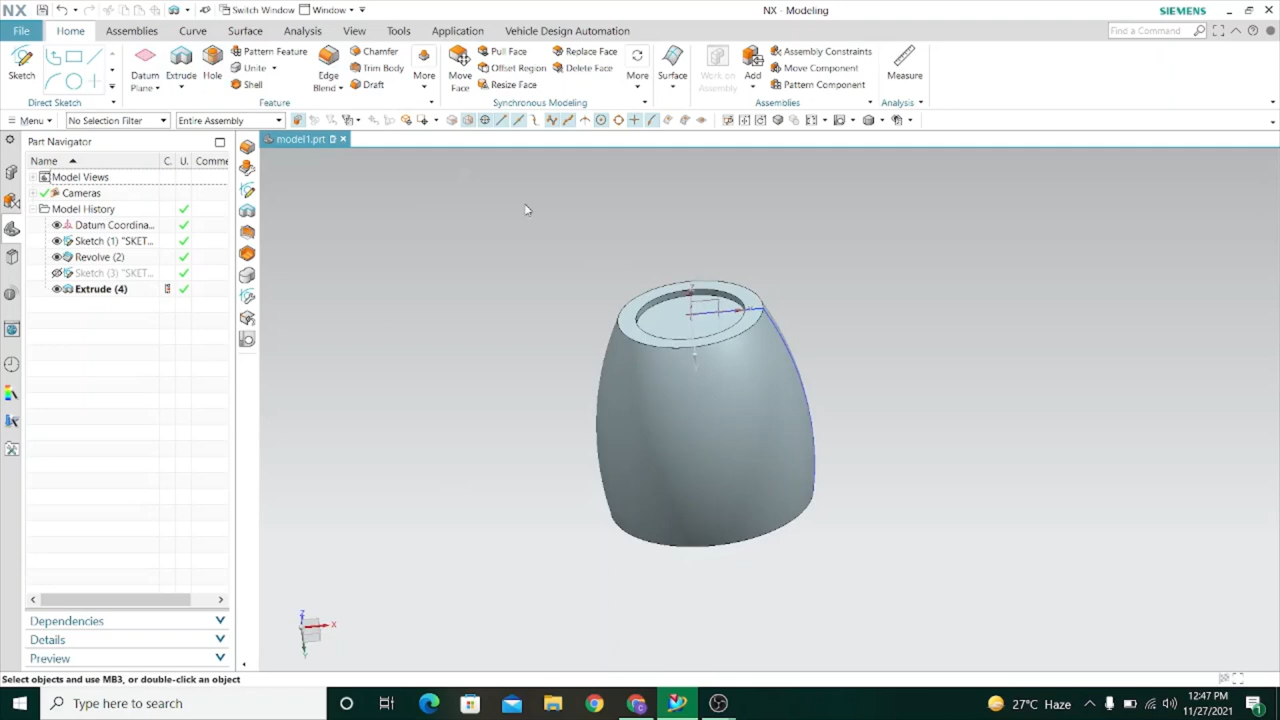 NX Switch Window Window NX - Modeling SIEMENS
File Home Assemblies Curve Surface Analysis View Tools Application Vehicle Design Automation Find a Command
Sketch
Direct Sketch
Datum Plane
Extrude
Hole
Pattern Feature
Unite
Shell
Edge Blend
Chamfer
Trim Body
Draft
More
Feature
Move Face
Pull Face
Offset Region
Resize Face
Replace Face
Delete Face
More
Synchronous Modeling
Surface
Work on Assembly
Add
Assembly Constraints
Move Component
Pattern Component
Assemblies
Measure
Analysis
Menu No Selection Filter Entire Assembly
Part Navigator
model1.prt
Name C. U. Comme
Model Views
Cameras
Model History
Datum Coordina...
Sketch (1) "SKET...
Revolve (2)
Sketch (3) "SKET...
Extrude (4)
Z
X
Y
Dependencies
Details
Preview
Select objects and use MB3, or double-click an object
Type here to search
27°C Haze
12:47 PM
11/27/2021
1